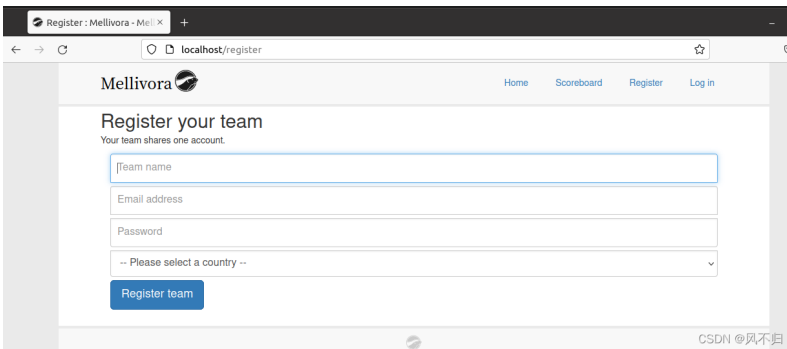 Register : Mellivora - Mell
localhost/register
Mellivora
Home Scoreboard Register Log in
Register your team
Your team shares one account.
Team name
Email address
Password
-- Please select a country --
Register team
CSDN @风不归